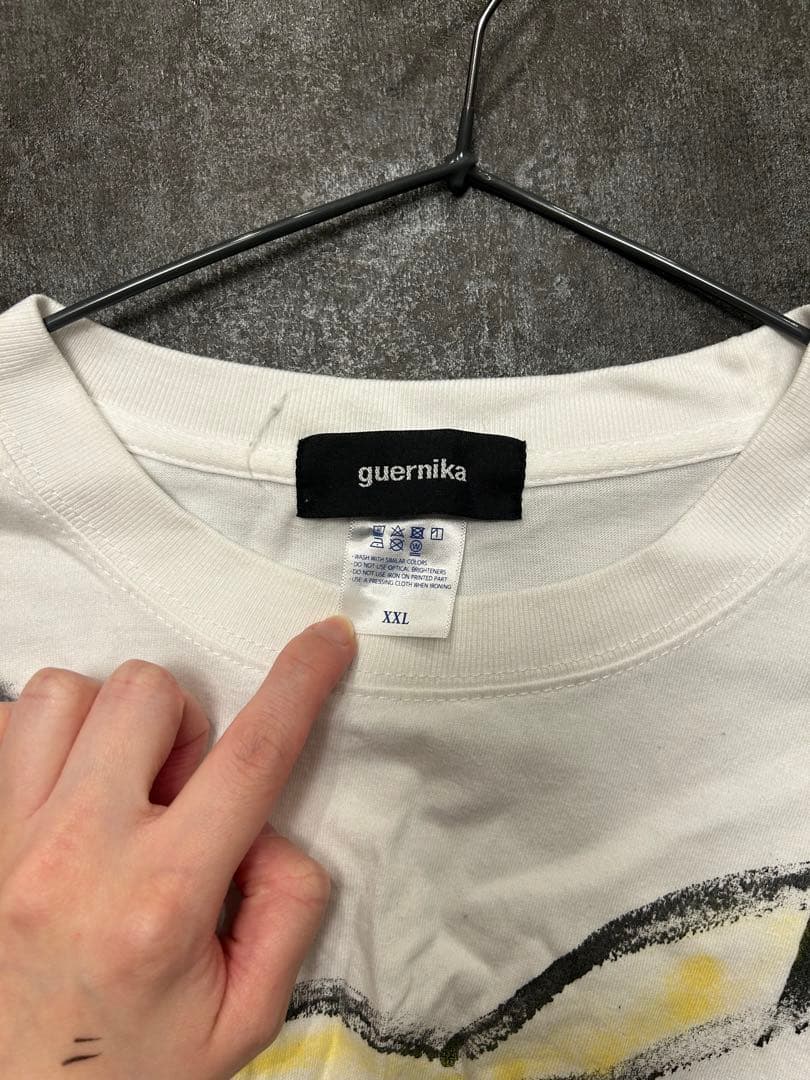 guernika
W
·WASH WITH SIMILAR COLORS
·DO NOT USE OPTICAL BRIGHTENERS
·DO NOT USE IRON ON PRINTED PART
·USE A PRESSING CLOTH WHEN IRONING
XXL